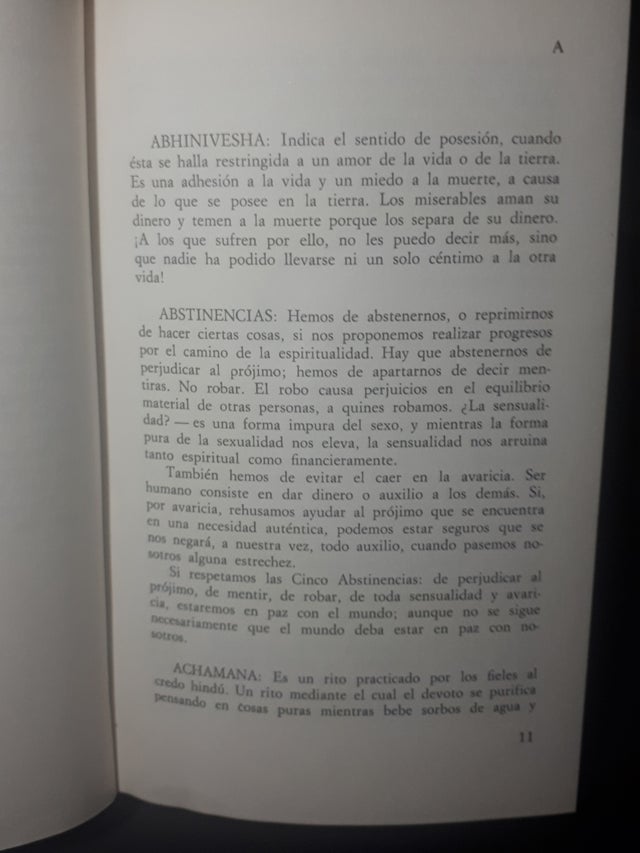 A
ABHINIVESHA: Indica el sentido de posesión, cuando
ésta se halla restringida a un amor de la vida o de la tierra.
Es una adhesión a la vida y un miedo a la muerte, a causa
de lo que se posee en la tierra. Los miserables aman su
dinero y temen a la muerte porque los separa de su dinero.
¡A los que sufren por ello, no les puedo decir más, sino
que nadie ha podido llevarse ni un solo céntimo a la otra
vida!
ABSTINENCIAS: Hemos de abstenernos, o reprimirnos
de hacer ciertas cosas, si nos proponemos realizar progresos
por el camino de la espiritualidad. Hay que abstenernos de
perjudicar al prójimo; hemos de apartarnos de decir men-
tiras. No robar. El robo causa perjuicios en el equilibrio
material de otras personas, a quines robamos. ¿La sensuali-
dad? — es una forma impura del sexo, y mientras la forma
pura de la sexualidad nos eleva, la sensualidad nos arruina
tanto espiritual como financieramente.
También hemos de evitar el caer en la avaricia. Ser
humano consiste en dar dinero o auxilio a los demás. Si,
por avaricia, rehusamos ayudar al prójimo que se encuentra
en una necesidad auténtica, podemos estar seguros que se
nos negará, a nuestra vez, todo auxilio, cuando pasemos no-
sotros alguna estrechez.
Si respetamos las Cinco Abstinencias: de perjudicar al
prójimo, de mentir, de robar, de toda sensualidad y avari-
cia, estaremos en paz con el mundo; aunque no se sigue
necesariamente que el mundo deba estar en paz con no-
sotros.
ACHAMANA: Es un rito practicado por los fieles al
credo hindú. Un rito mediante el cual el devoto se purifica
pensando en cosas puras mientras bebe sorbos de agua y
11